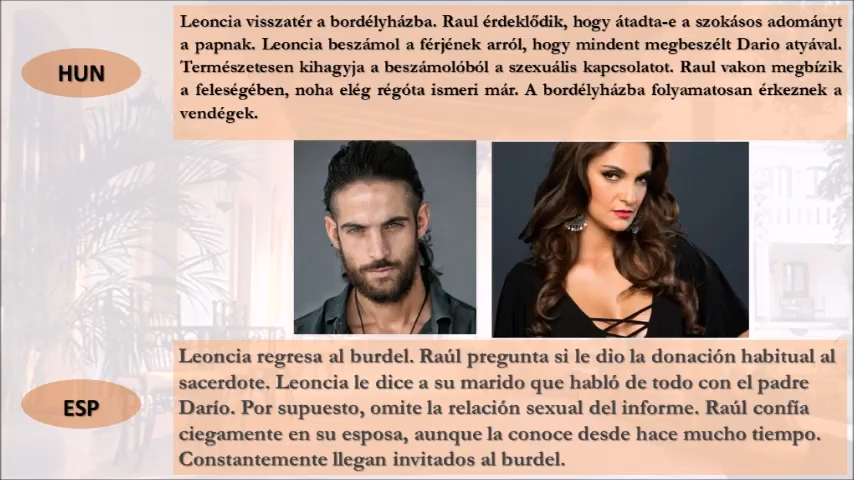 HUN
Leoncia visszatér a bordélyházba. Raul érdeklődik, hogy átadta-e a szokásos adományt
a papnak. Leoncia beszámol a férjének arról, hogy mindent megbeszélt Dario atyával.
Természetesen kihagyja a beszámolóból a szexuális kapcsolatot. Raul vakon megbízik
a feleségében, noha elég régóta ismeri már. A bordélyházba folyamatosan érkeznek a
vendégek.
ESP
Leoncia regresa al burdel. Raúl pregunta si le dio la donación habitual al
sacerdote. Leoncia le dice a su marido que habló de todo con el padre
Darío. Por supuesto, omite la relación sexual del informe. Raúl confía
ciegamente en su esposa, aunque la conoce desde hace mucho tiempo.
Constantemente llegan invitados al burdel.